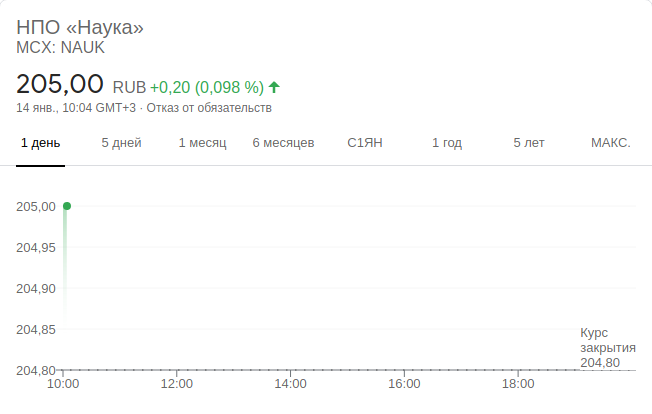 НПО «Наука»
MCX: NAUK
205,00 RUB +0,20 (0,098 %)
14 янв., 10:04 GMT+3 · Отказ от обязательств
1 день 5 дней 1 месяц 6 месяцев С1ЯН 1 год 5 лет МАКС.
205,00
204,95
204,90
204,85
Курс
закрытия
204,80
204,80
10:00 12:00 14:00 16:00 18:00